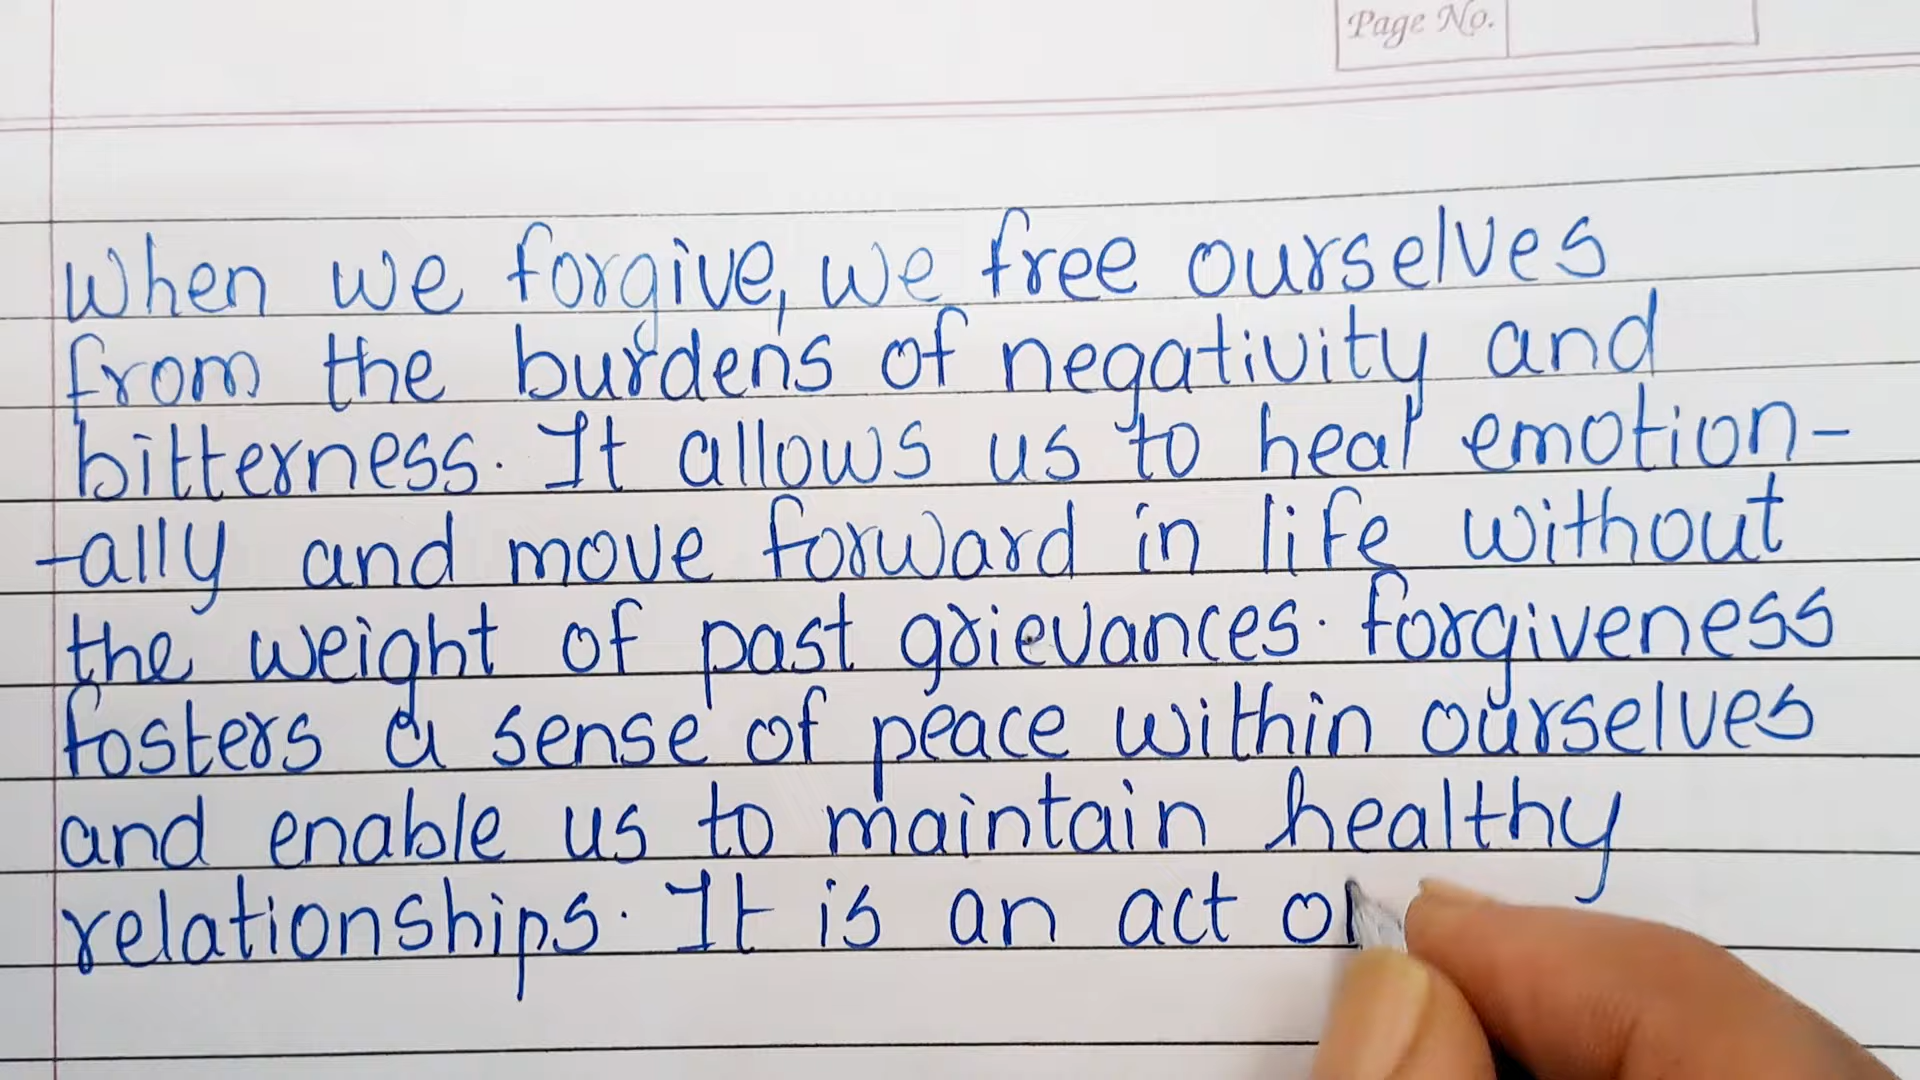 Page No.
When we forgive, we free ourselves
from the burdens of negativity and
bitterness. It allows us to heal emotion-
-ally and move forward in life without
the weight of past grievances. forgiveness
fosters a sense of peace within ourselves
and enable us to maintain healthy
relationships. It is an act